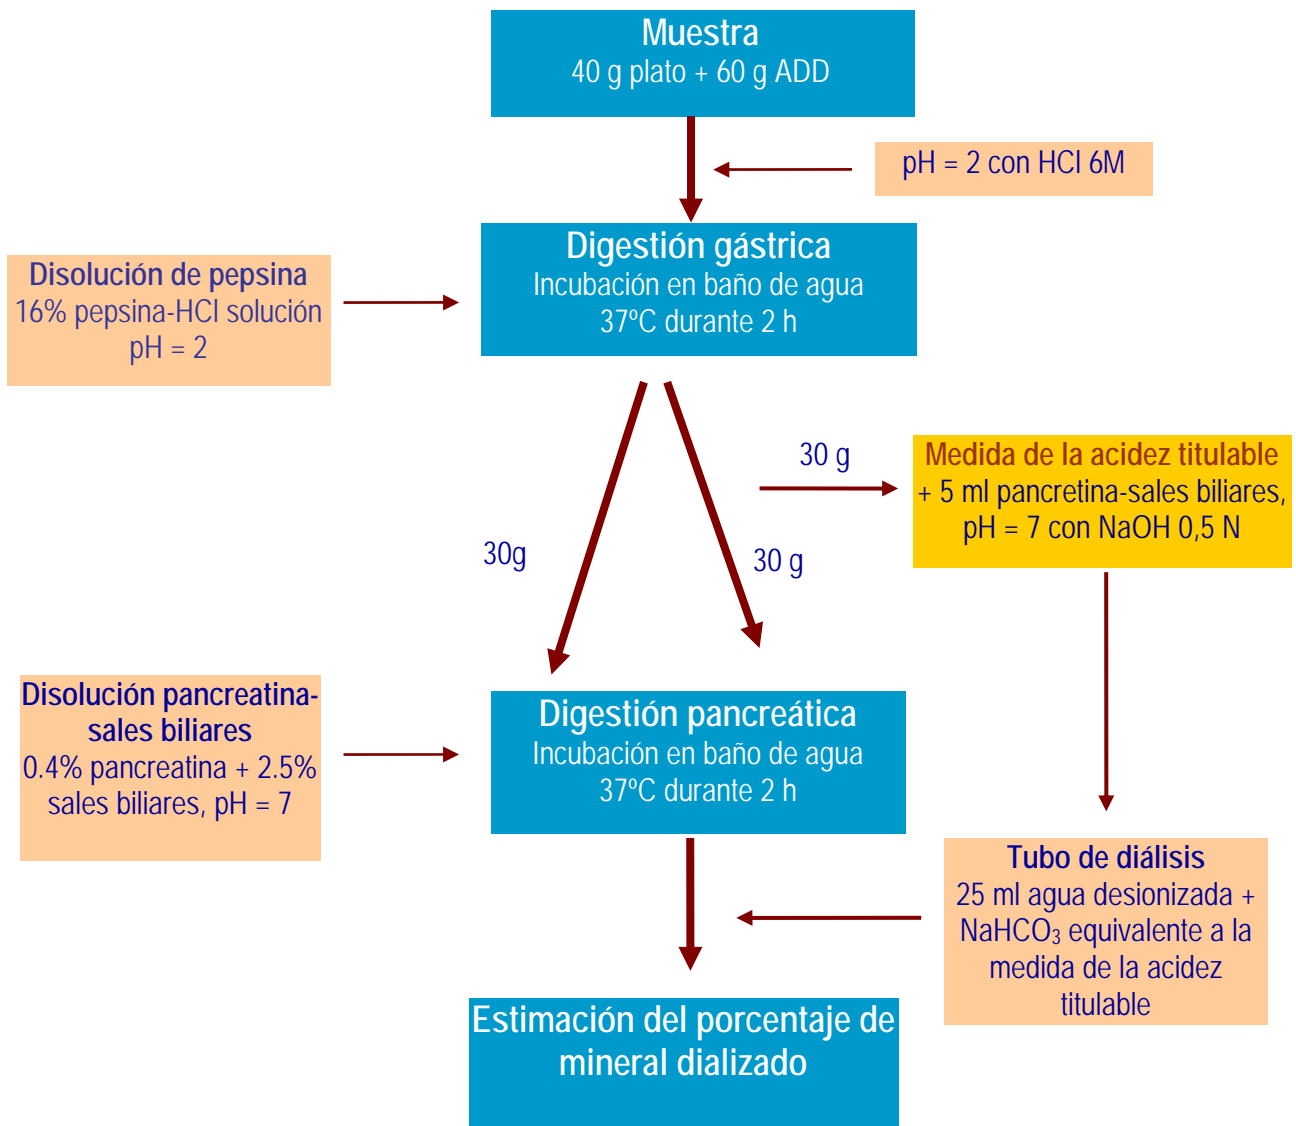 Muestra
40 g plato + 60 g ADD
pH = 2 con HCl 6M
Digestión gástrica
Incubación en baño de agua
37ºC durante 2 h
Disolución de pepsina
16% pepsina-HCl solución
pH = 2
30 g
Medida de la acidez titulable
+ 5 ml pancretina-sales biliares,
pH = 7 con NaOH 0,5 N
30g
30 g
Disolución pancreatina-
sales biliares
0.4% pancreatina + 2.5%
sales biliares, pH = 7
Digestión pancreática
Incubación en baño de agua
37ºC durante 2 h
Tubo de diálisis
25 ml agua desionizada +
NaHCO₃ equivalente a la
medida de la acidez
titulable
Estimación del porcentaje de
mineral dializado